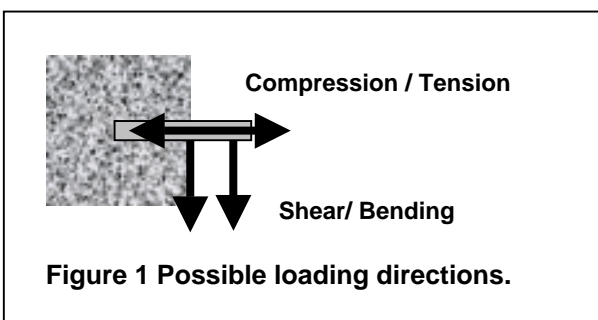 Compression / Tension
Shear/ Bending
Figure 1 Possible loading directions.